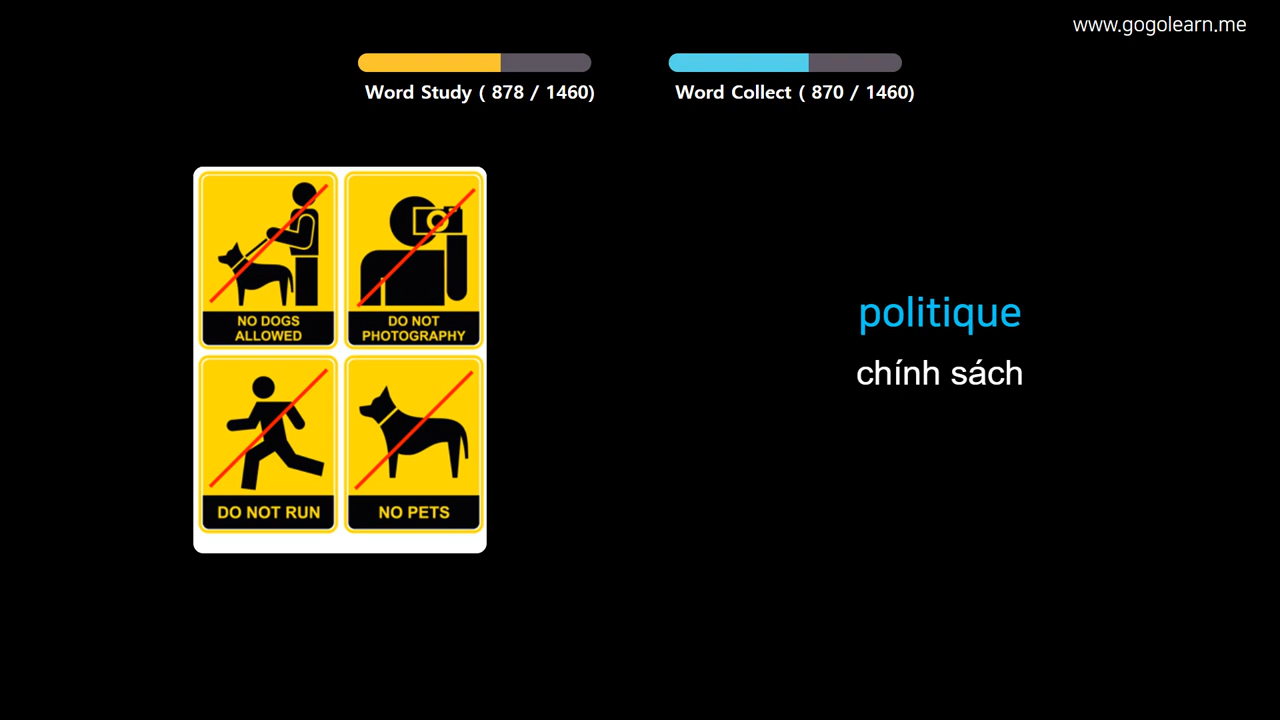 www.gogolearn.me
Word Study ( 878 / 1460)
Word Collect ( 870 / 1460)
NO DOGS
ALLOWED
DO NOT
PHOTOGRAPHY
DO NOT RUN
NO PETS
politique
chính sách